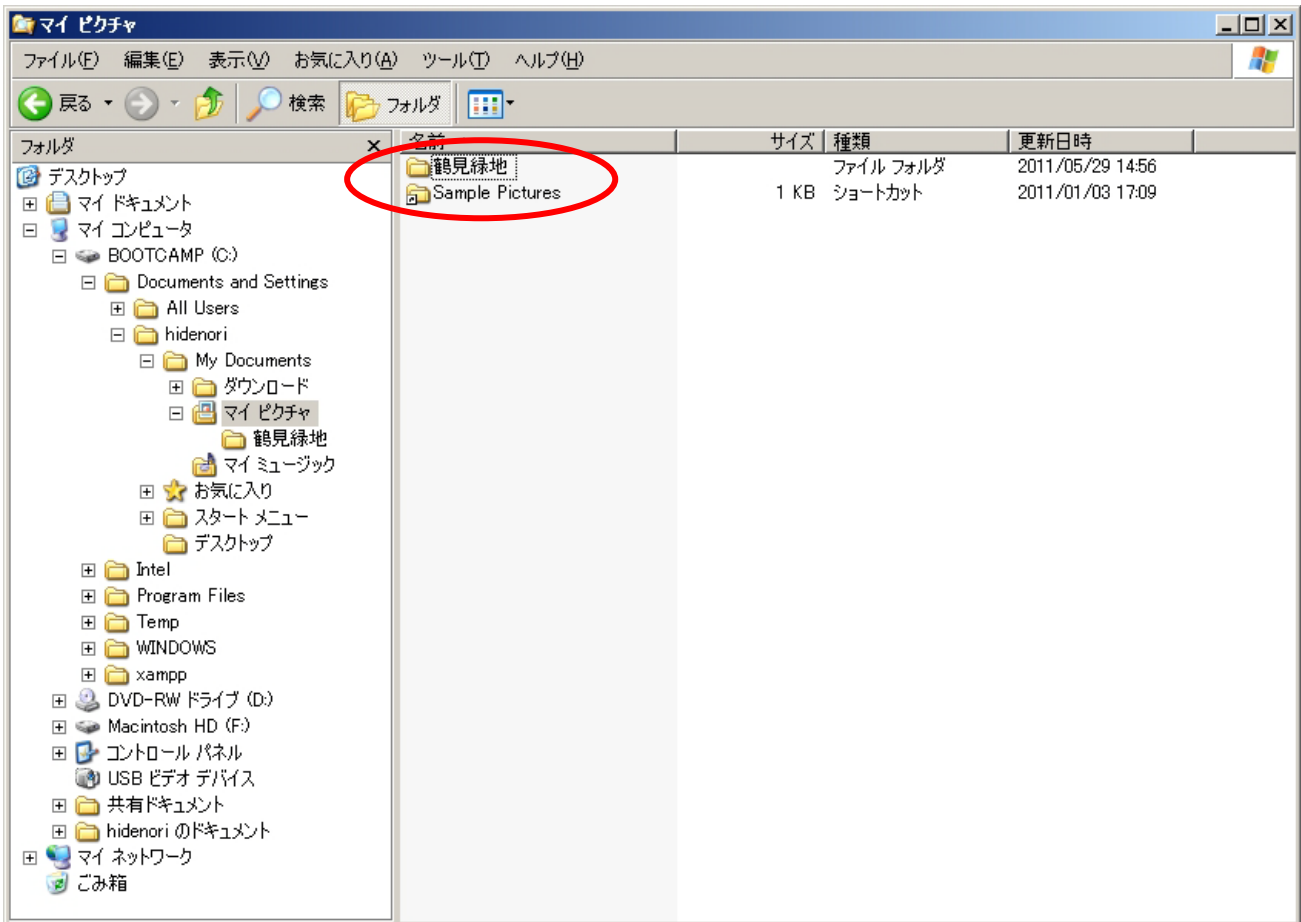 マイ ピクチャ
ファイル(F) 編集(E) 表示(V) お気に入り(A) ツール(T) ヘルプ(H)
戻る 検索 フォルダ
フォルダ
名前 サイズ 種類 更新日時
鶴見緑地 ファイル フォルダ 2011/05/29 14:56
Sample Pictures 1 KB ショートカット 2011/01/03 17:09
デスクトップ
マイ ドキュメント
マイ コンピュータ
BOOTCAMP (C:)
Documents and Settings
All Users
hidenori
My Documents
ダウンロード
マイ ピクチャ
鶴見緑地
マイ ミュージック
お気に入り
スタート メニュー
デスクトップ
Intel
Program Files
Temp
WINDOWS
xampp
DVD-RW ドライブ (D:)
Macintosh HD (F:)
コントロール パネル
USB ビデオ デバイス
共有ドキュメント
hidenori のドキュメント
マイ ネットワーク
ごみ箱